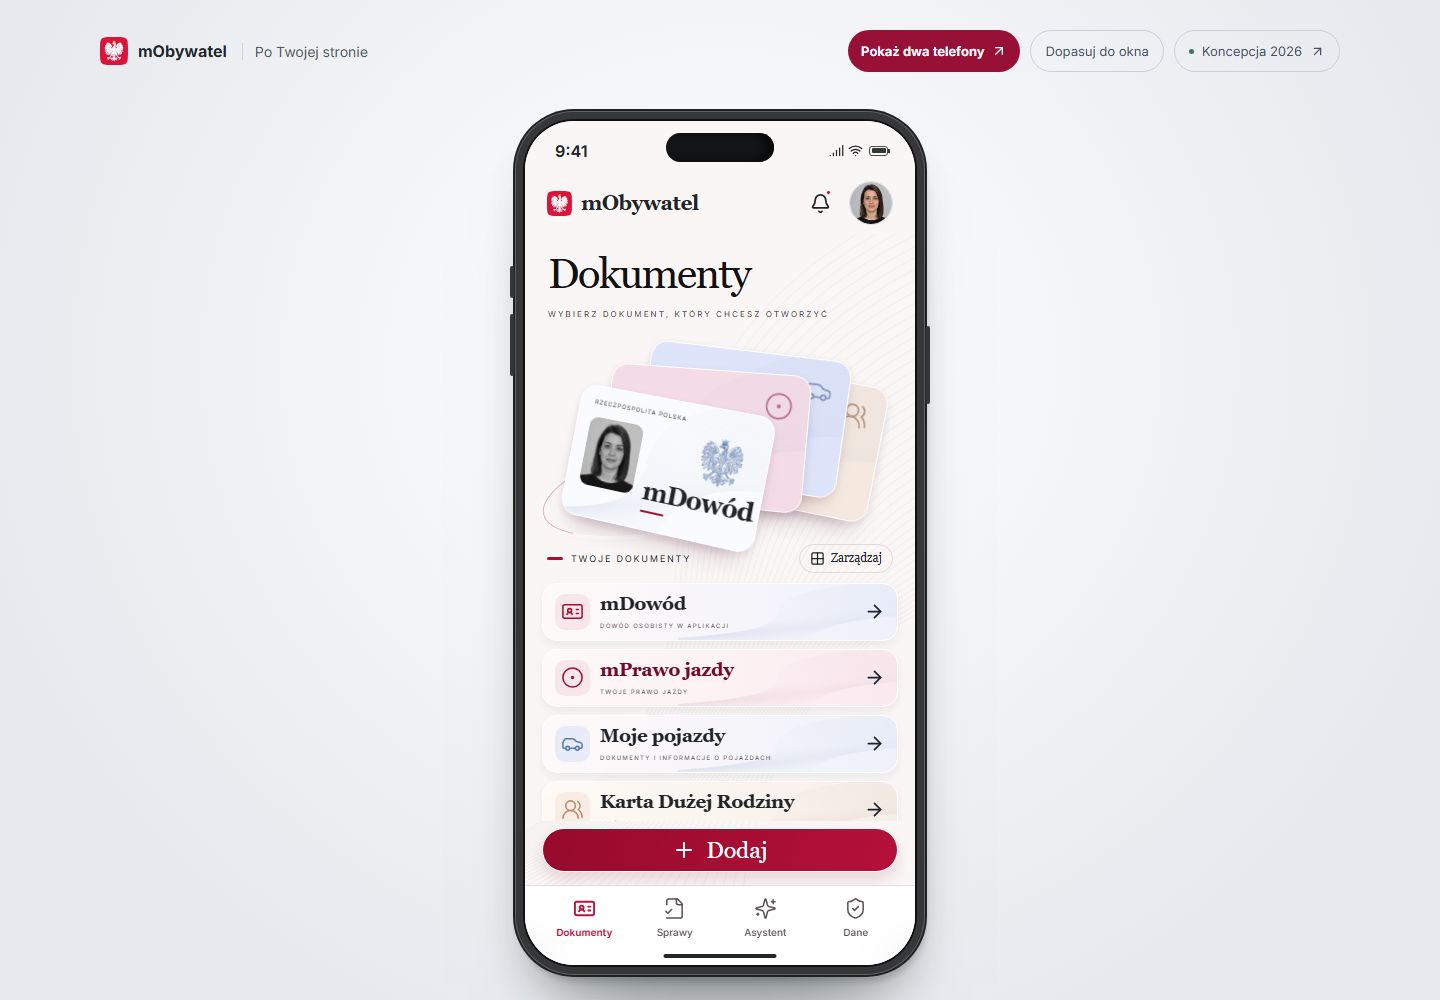 mObywatel
Po Twojej stronie
Pokaż dwa telefony
Dopasuj do okna
Koncepcja 2026
9:41
mObywatel
Dokumenty
WYBIERZ DOKUMENT, KTÓRY CHCESZ OTWORZYĆ
RZECZPOSPOLITA POLSKA
mDowód
TWOJE DOKUMENTY
Zarządzaj
mDowód
DOWÓD OSOBISTY W APLIKACJI
mPrawo jazdy
TWOJE PRAWO JAZDY
Moje pojazdy
DOKUMENTY I INFORMACJE O POJAZDACH
Karta Dużej Rodziny
Dodaj
Dokumenty
Sprawy
Asystent
Dane